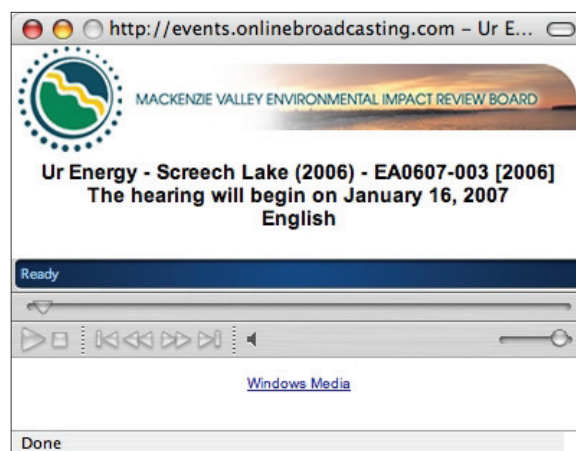 http://events.onlinebroadcasting.com – Ur E...
MACKENZIE VALLEY ENVIRONMENTAL IMPACT REVIEW BOARD
Ur Energy - Screech Lake (2006) - EA0607-003 [2006]
The hearing will begin on January 16, 2007
English
Ready
Windows Media
Done